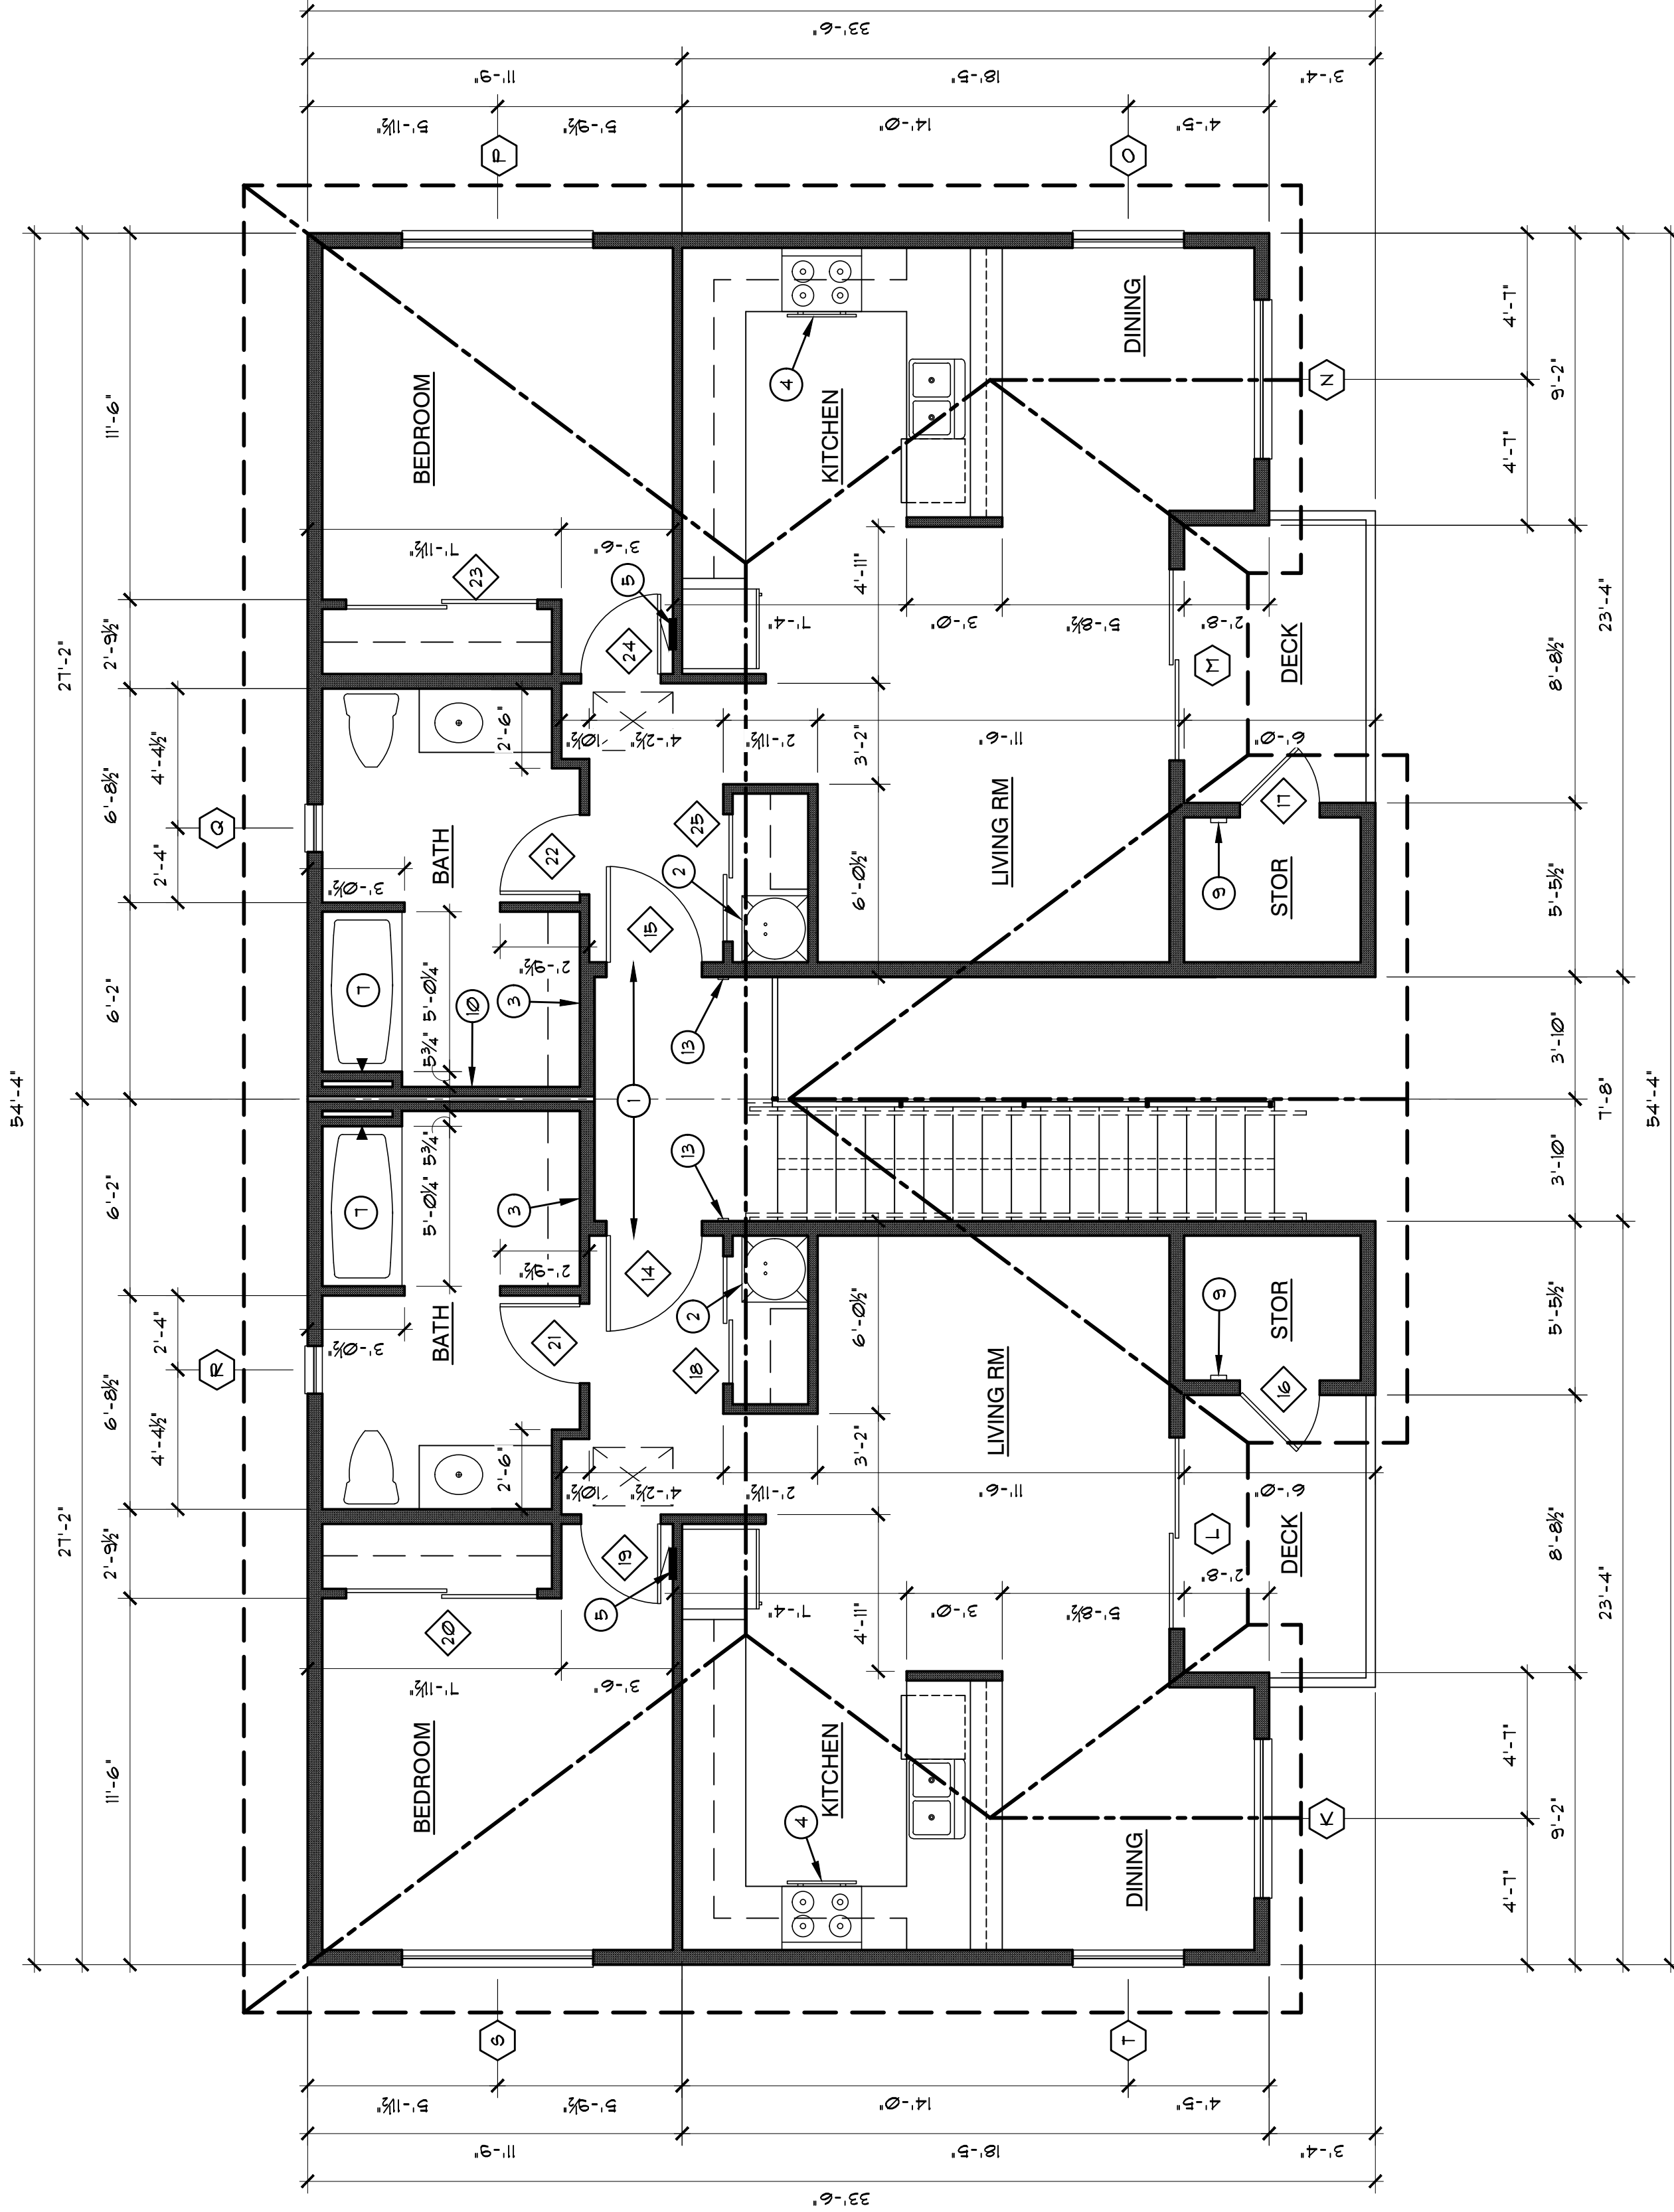 54'-4"
27'-2" 27'-2"
11'-6" 2'-9½" 6'-8½" 6'-2" 6'-2" 6'-8½" 2'-9½" 11'-6"
4'-4½" 2'-4" 2'-4" 4'-4½"
R Q
3'-0½" 3'-0½"
7 7
5'-11½" 5'-11½"
BEDROOM BATH BATH BEDROOM
7'-11½" 5'-0¼" 5¾" 5¾" 5'-0¼" 7'-11½"
20 10 23
S P
2'-6" 2'-6"
3 3
11'-9" 11'-9"
2'-9½" 2'-9½"
21 22
10½" 10½"
5'-9½" 5'-9½"
3'-6" 3'-6"
5 19 24 5
1
14 15
4'-2½" 4'-2½"
13 13
18 2 2 25
2'-11½" 2'-11½"
7'-4" 7'-4"
4 4
KITCHEN KITCHEN
4'-11" 3'-2" 6'-0½" 6'-0½" 3'-2" 4'-11"
33'-6" 33'-6"
14'-0" 14'-0"
3'-0" 3'-0"
18'-5" 18'-5"
LIVING RM LIVING RM
11'-6" 11'-6"
5'-8½" 5'-8½"
DINING DINING
T O
4'-5" 4'-5"
L M
9 9
2'-8" 2'-8"
16 17
DECK STOR STOR DECK
6'-0" 6'-0"
K N
3'-4" 3'-4"
4'-7" 4'-7" 4'-7" 4'-7"
9'-2" 8'-8½" 5'-5½" 3'-10" 3'-10" 5'-5½" 8'-8½" 9'-2"
23'-4" 7'-8" 23'-4"
54'-4"